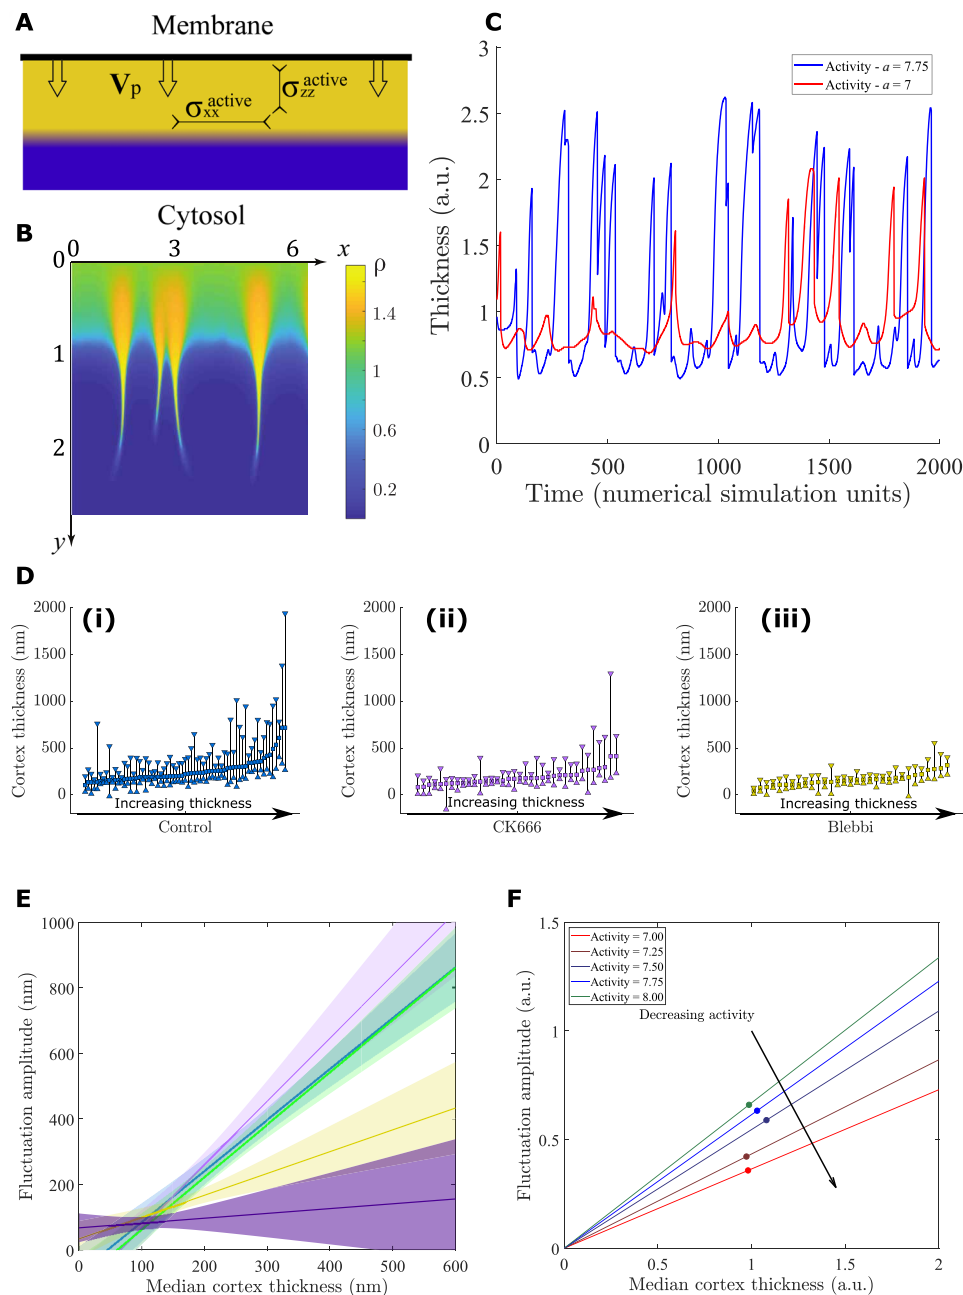 A
Membrane
V_p
σ_xx^active
σ_zz^active
Cytosol
B
0 3 6 x
0
1
2
y
ρ
1.4
1
0.6
0.2
C
Thickness (a.u.)
3
2.5
2
1.5
1
0.5
0
0 500 1000 1500 2000
Time (numerical simulation units)
Activity - a = 7.75
Activity - a = 7
D
(i)
Cortex thickness (nm)
2000
1500
1000
500
0
Increasing thickness
Control
(ii)
Cortex thickness (nm)
2000
1500
1000
500
0
Increasing thickness
CK666
(iii)
Cortex thickness (nm)
2000
1500
1000
500
0
Increasing thickness
Blebbi
E
Fluctuation amplitude (nm)
1000
800
600
400
200
0
0 100 200 300 400 500 600
Median cortex thickness (nm)
F
Fluctuation amplitude (a.u.)
1.5
1
0.5
0
0 0.5 1 1.5 2
Median cortex thickness (a.u.)
Activity = 7.00
Activity = 7.25
Activity = 7.50
Activity = 7.75
Activity = 8.00
Decreasing activity